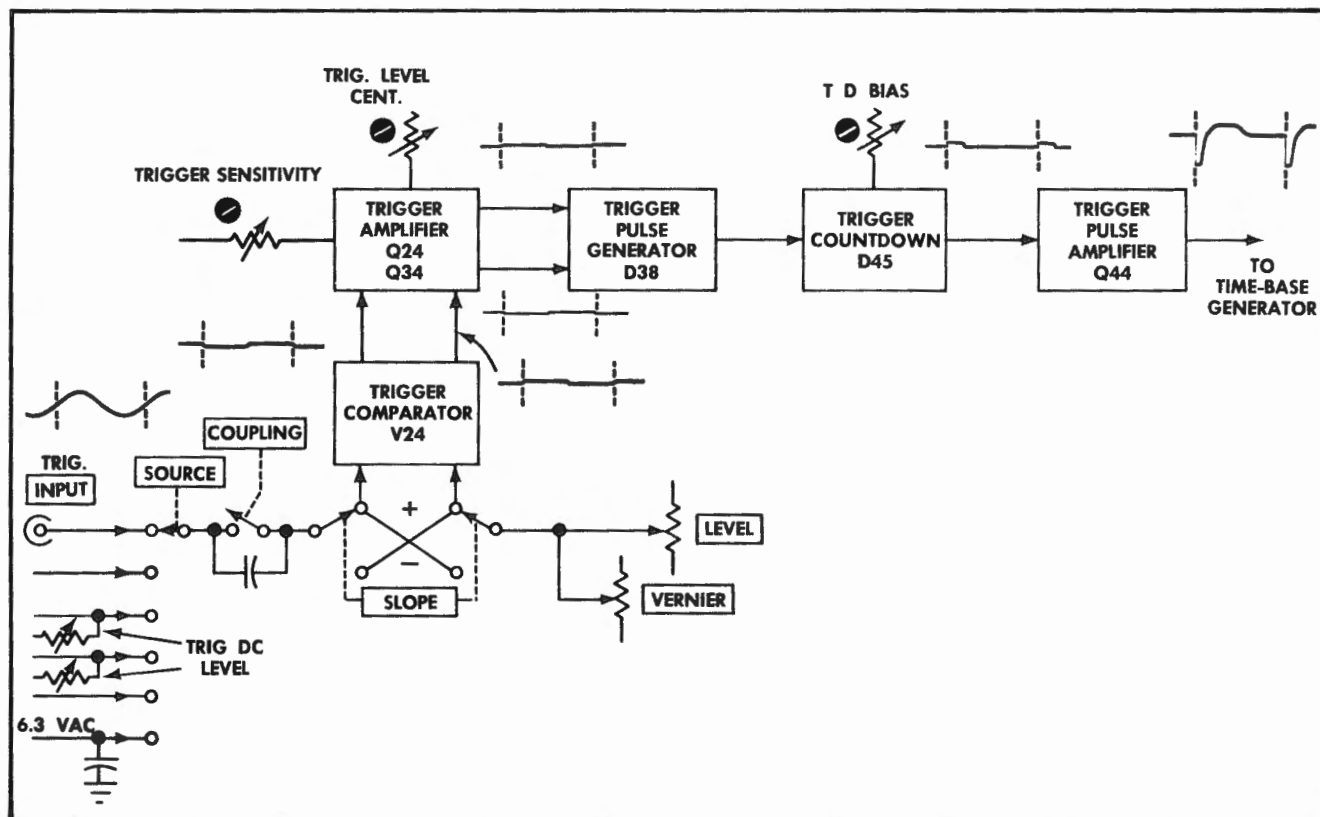 TRIG. LEVEL
CENT.
T D BIAS
TRIGGER SENSITIVITY
TRIGGER
AMPLIFIER
Q24
Q34
TRIGGER
PULSE
GENERATOR
D38
TRIGGER
COUNTDOWN
D45
TRIGGER
PULSE
AMPLIFIER
Q44
TO
TIME-BASE
GENERATOR
TRIGGER
COMPARATOR
V24
COUPLING
SOURCE
TRIG.
INPUT
+
−
SLOPE
LEVEL
VERNIER
TRIG DC
LEVEL
6.3 VAC